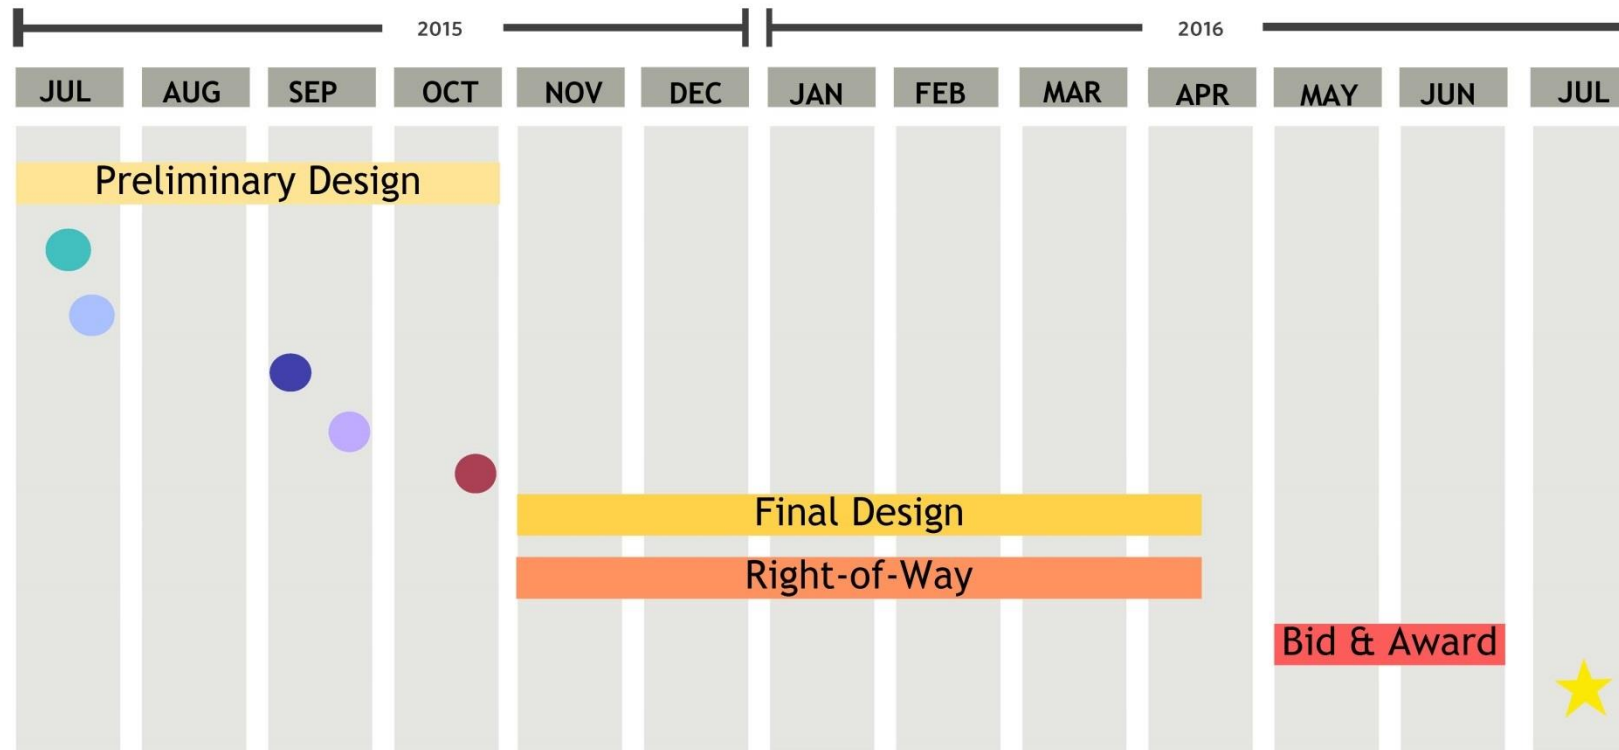 2015 2016
JUL AUG SEP OCT NOV DEC JAN FEB MAR APR MAY JUN JUL
Preliminary Design
Final Design
Right-of-Way
Bid & Award